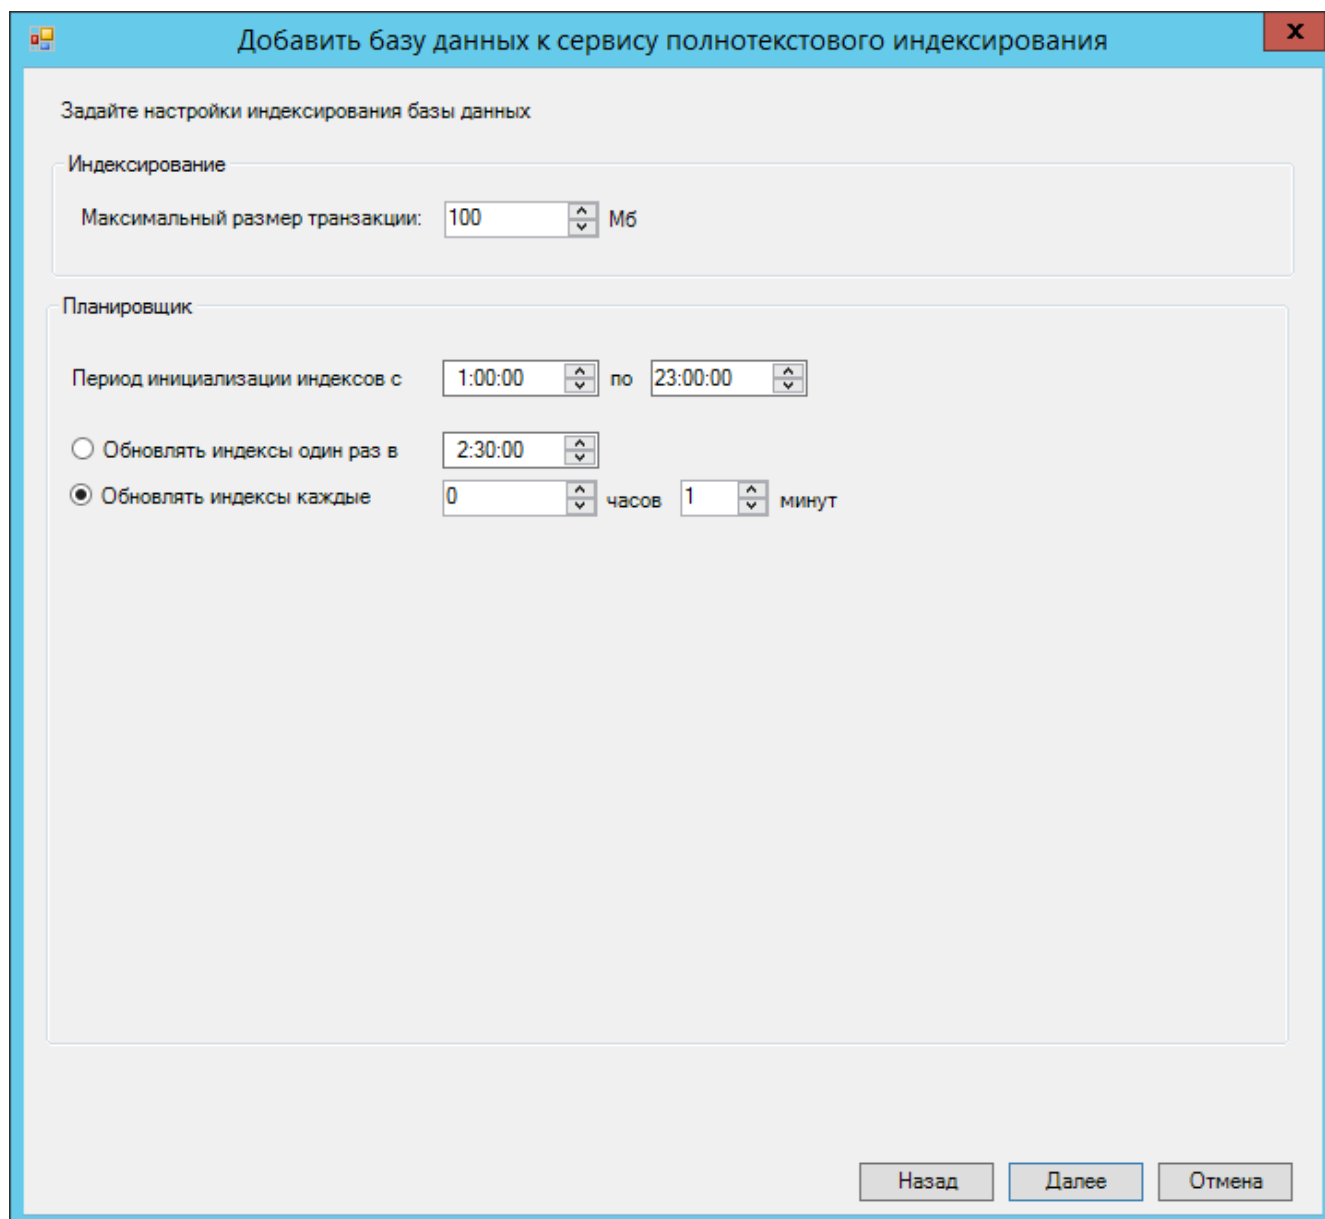 Добавить базу данных к сервису полнотекстового индексирования x
Задайте настройки индексирования базы данных
Индексирование
Максимальный размер транзакции: 100 Мб
Планировщик
Период инициализации индексов с 1:00:00 по 23:00:00
Обновлять индексы один раз в 2:30:00
Обновлять индексы каждые 0 часов 1 минут
Назад Далее Отмена